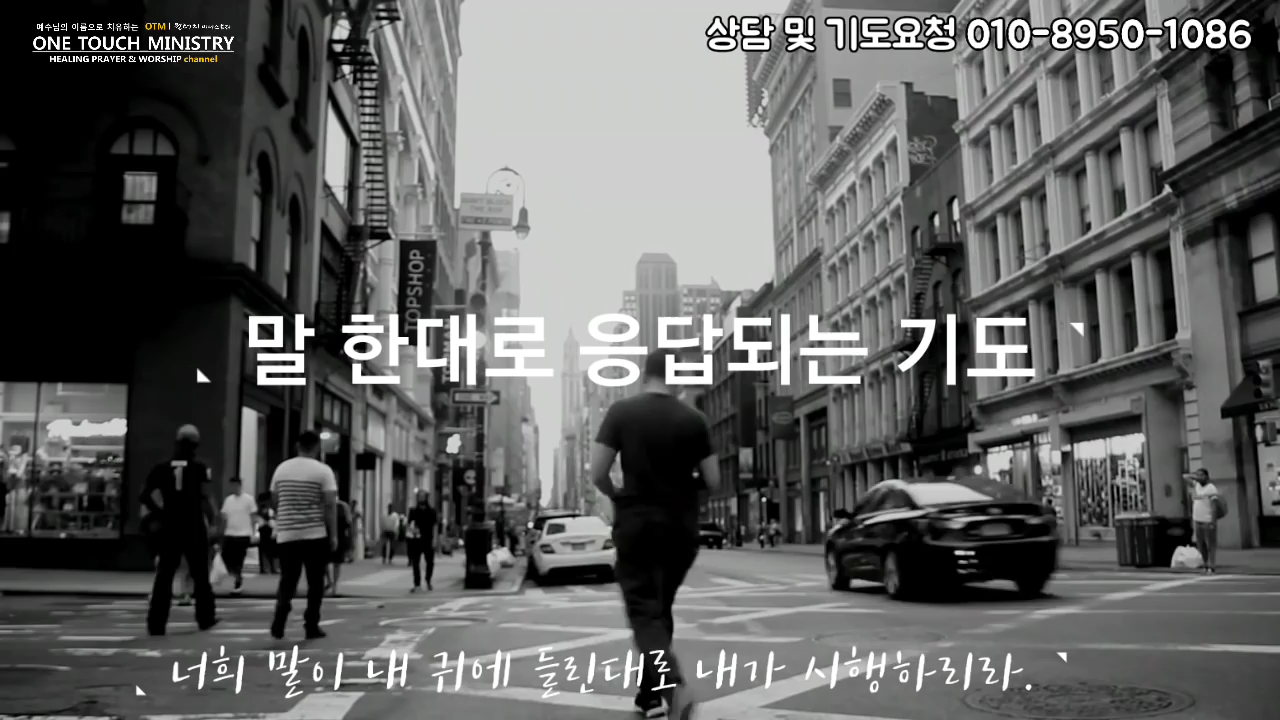 예수님의 이름으로 치유하는 OTM | 원터치 미니스트리
ONE TOUCH MINISTRY
HEALING PRAYER & WORSHIP channel
상담 및 기도요청 010-8950-1086
TOPSHOP
말 한대로 응답되는 기도
너희 말이 내 귀에 들린대로 내가 시행하리라.